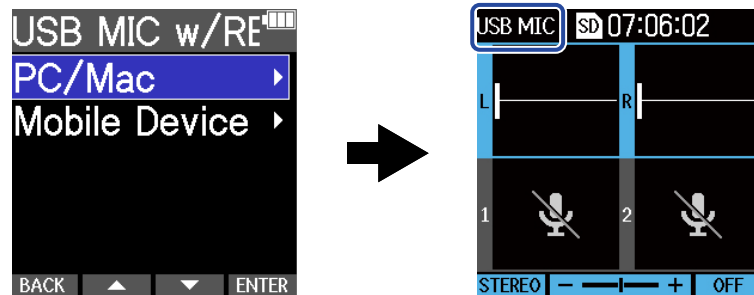 USB MIC w/RE
PC/Mac
Mobile Device
BACK ENTER
USB MIC SD 07:06:02
L R
1 2
STEREO − + OFF